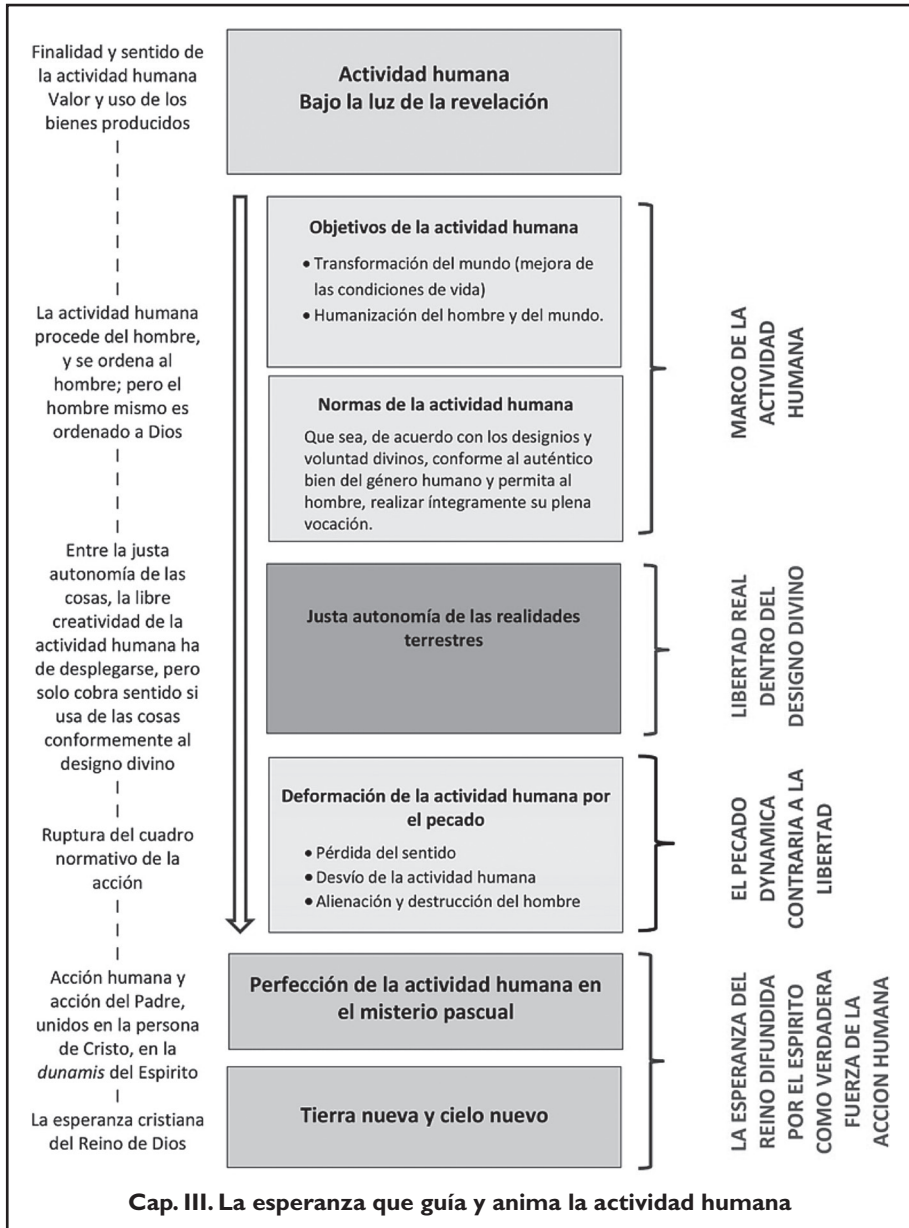 Finalidad y sentido de
la actividad humana
Valor y uso de los
bienes producidos
Actividad humana
Bajo la luz de la revelación
Objetivos de la actividad humana
• Transformación del mundo (mejora de
las condiciones de vida)
• Humanización del hombre y del mundo.
La actividad humana
procede del hombre,
y se ordena al
hombre; pero el
hombre mismo es
ordenado a Dios
Normas de la actividad humana
Que sea, de acuerdo con los designios y
voluntad divinos, conforme al auténtico
bien del género humano y permita al
hombre, realizar íntegramente su plena
vocación.
MARCO DE LA
ACTIVIDAD
HUMANA
Entre la justa
autonomía de las
cosas, la libre
creatividad de la
actividad humana ha
de desplegarse, pero
solo cobra sentido si
usa de las cosas
conformemente al
designo divino
Justa autonomía de las realidades
terrestres
LIBERTAD REAL
DENTRO DEL
DESIGNO DIVINO
Ruptura del cuadro
normativo de la
acción
Deformación de la actividad humana por
el pecado
• Pérdida del sentido
• Desvío de la actividad humana
• Alienación y destrucción del hombre
EL PECADO
DYNAMICA
CONTRARIA A LA
LIBERTAD
Acción humana y
acción del Padre,
unidos en la persona
de Cristo, en la
dunamis del Espirito
Perfección de la actividad humana en
el misterio pascual
La esperanza cristiana
del Reino de Dios
Tierra nueva y cielo nuevo
LA ESPERANZA DEL
REINO DIFUNDIDA
POR EL ESPIRITO
COMO VERDADERA
FUERZA DE LA
ACCION HUMANA
Cap. III. La esperanza que guía y anima la actividad humana